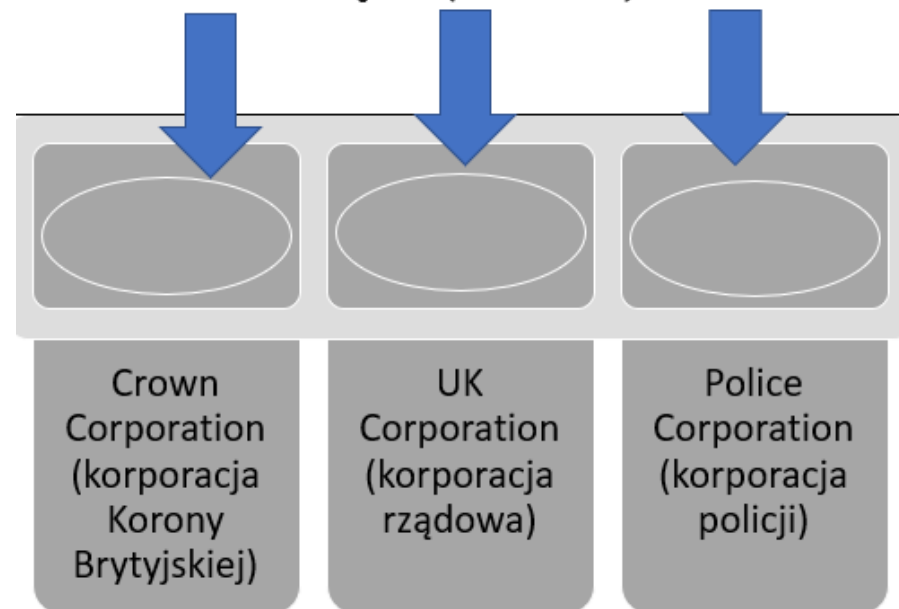 Crown
Corporation
(korporacja
Korony
Brytyjskiej)
UK
Corporation
(korporacja
rządowa)
Police
Corporation
(korporacja
policji)